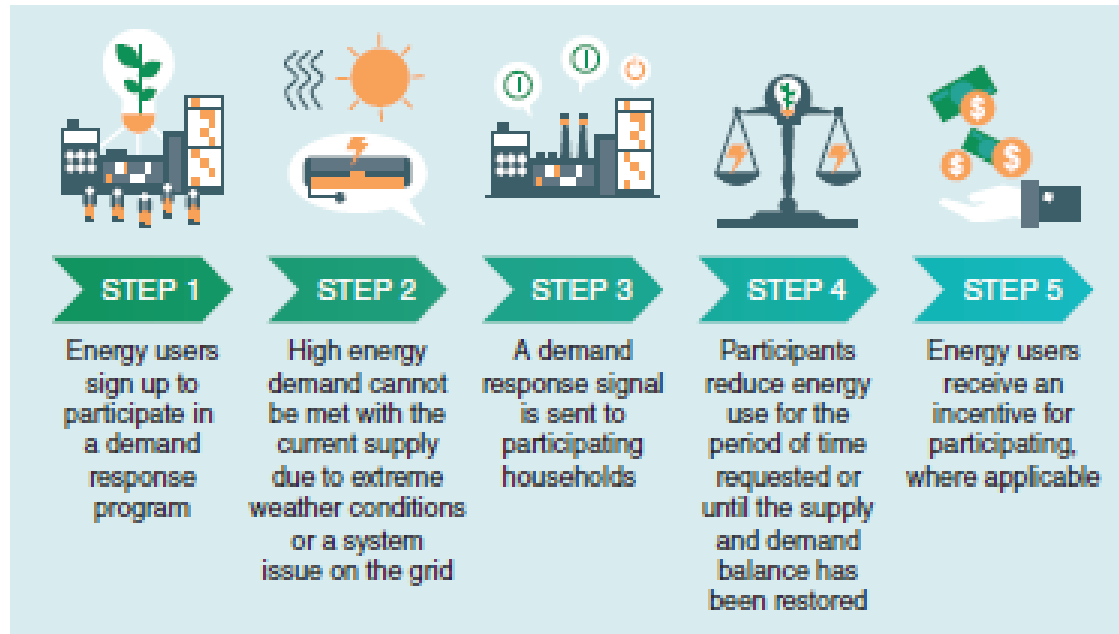 STEP 1
Energy users
sign up to
participate in
a demand
response
program
STEP 2
High energy
demand cannot
be met with the
current supply
due to extreme
weather conditions
or a system
issue on the grid
STEP 3
A demand
response signal
is sent to
participating
households
STEP 4
Participants
reduce energy
use for the
period of time
requested or
until the supply
and demand
balance has
been restored
STEP 5
Energy users
receive an
incentive for
participating,
where applicable
$
$
$